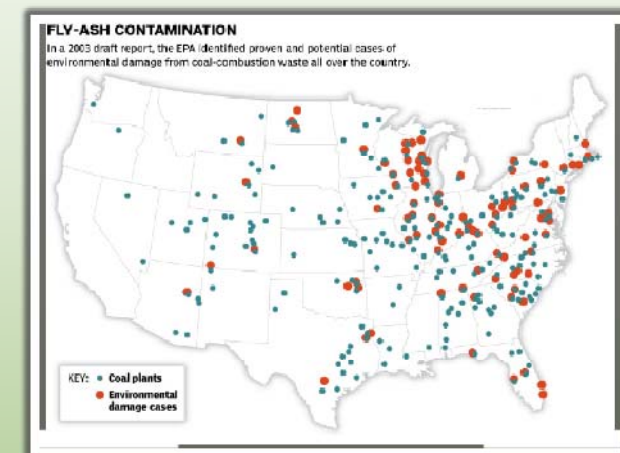 FLY-ASH CONTAMINATION
In a 2003 draft report, the EPA identified proven and potential cases of
environmental damage from coal-combustion waste all over the country.
KEY: Coal plants
Environmental
damage cases